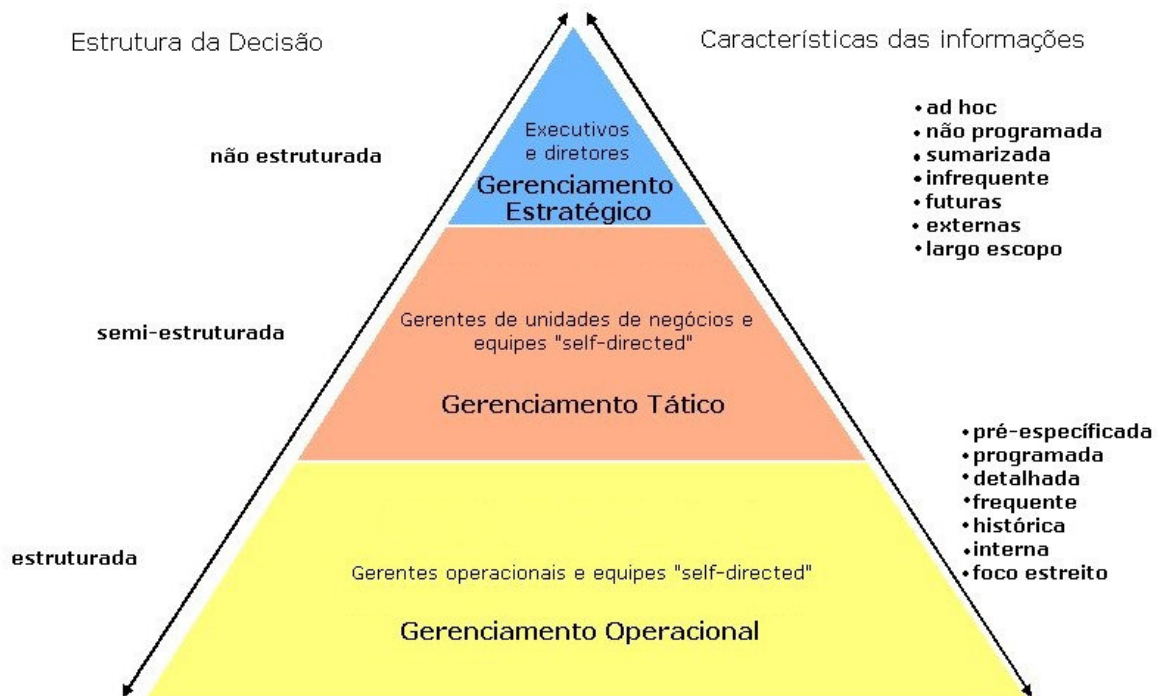 Estrutura da Decisão
Características das informações
não estruturada
Executivos
e diretores
Gerenciamento
Estratégico
• ad hoc
• não programada
• sumarizada
• infrequente
• futuras
• externas
• largo escopo
semi-estruturada
Gerentes de unidades de negócios e
equipes "self-directed"
Gerenciamento Tático
• pré-específicada
• programada
• detalhada
• frequente
• histórica
• interna
• foco estreito
estruturada
Gerentes operacionais e equipes "self-directed"
Gerenciamento Operacional